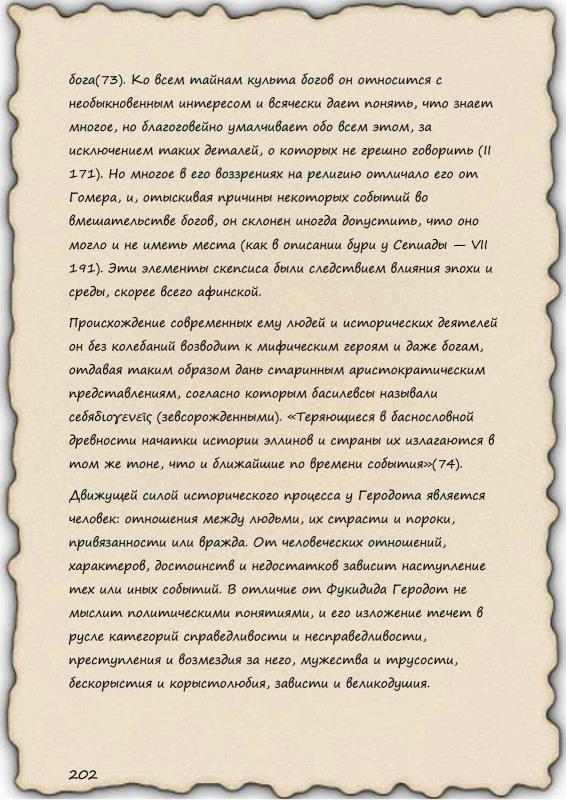 бога(73). Ко всем тайнам культа богов он относится с
необыкновенным интересом и всячески дает понять, что знает
многое, но благоговейно умалчивает обо всем этом, за
исключением таких деталей, о которых не грешно говорить (II
171). Но многое в его воззрениях на религию отличало его от
Гомера, и, отыскивая причины некоторых событий во
вмешательстве богов, он склонен иногда допустить, что оно
могло и не иметь места (как в описании бури у Сепиады — VII
191). Эти элементы скепсиса были следствием влияния эпохи и
среды, скорее всего афинской.
Происхождение современных ему людей и исторических деятелей
он без колебаний возводит к мифическим героям и даже богам,
отдавая таким образом дань старинным аристократическим
представлениям, согласно которым басилевсы называли
себяδιογενεῖς (зевсорожденными). «Теряющиеся в баснословной
древности начатки истории эллинов и страны их излагаются в
том же тоне, что и ближайшие по времени события»(74).
Движущей силой исторического процесса у Геродота является
человек: отношения между людьми, их страсти и пороки,
привязанности или вражда. От человеческих отношений,
характеров, достоинств и недостатков зависит наступление
тех или иных событий. В отличие от Фукидида Геродот не
мыслит политическими понятиями, и его изложение течет в
русле категорий справедливости и несправедливости,
преступления и возмездия за него, мужества и трусости,
бескорыстия и корыстолюбия, зависти и великодушия.
202